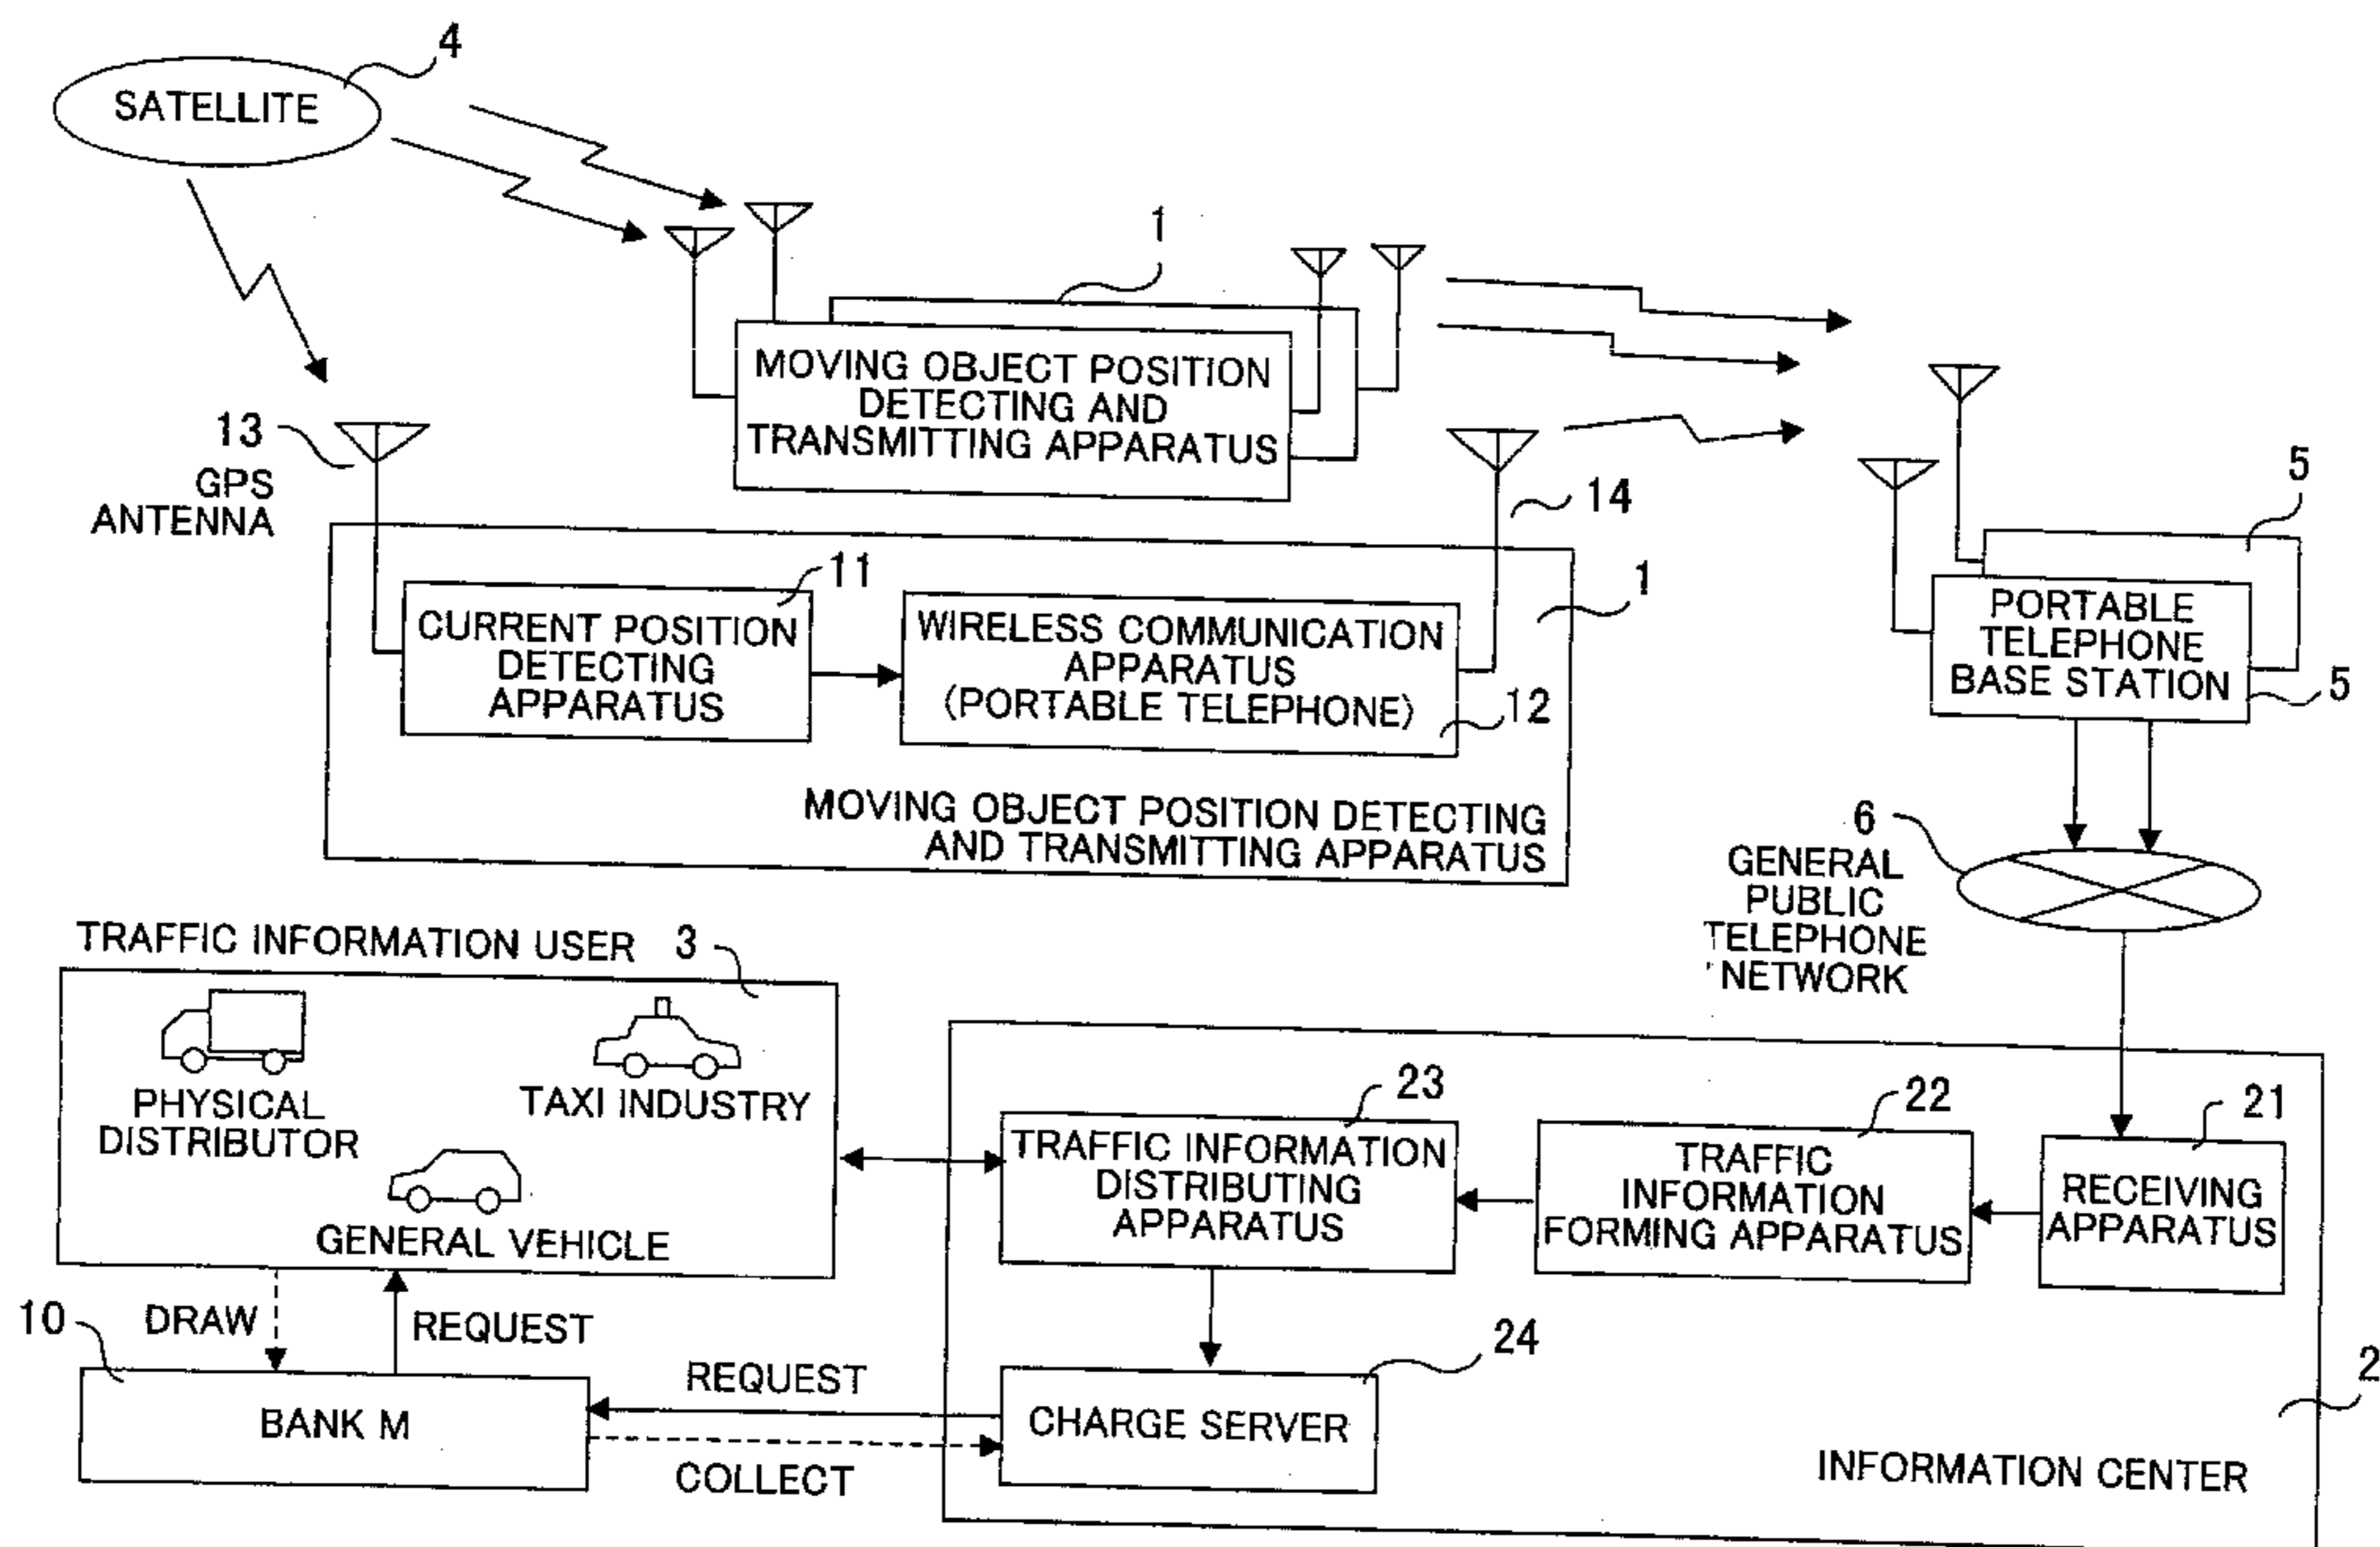 4
SATELLITE
1
MOVING OBJECT POSITION
DETECTING AND
TRANSMITTING APPARATUS
13
GPS
ANTENNA
14
5
11
1
CURRENT POSITION
DETECTING
APPARATUS
WIRELESS COMMUNICATION
APPARATUS
(PORTABLE TELEPHONE)
12
PORTABLE
TELEPHONE
BASE STATION
5
MOVING OBJECT POSITION DETECTING
AND TRANSMITTING APPARATUS
6
GENERAL
PUBLIC
TELEPHONE
NETWORK
TRAFFIC INFORMATION USER
3
PHYSICAL
DISTRIBUTOR
TAXI INDUSTRY
GENERAL VEHICLE
23
TRAFFIC INFORMATION
DISTRIBUTING
APPARATUS
22
TRAFFIC
INFORMATION
FORMING APPARATUS
21
RECEIVING
APPARATUS
10
DRAW
REQUEST
BANK M
REQUEST
COLLECT
24
CHARGE SERVER
2
INFORMATION CENTER